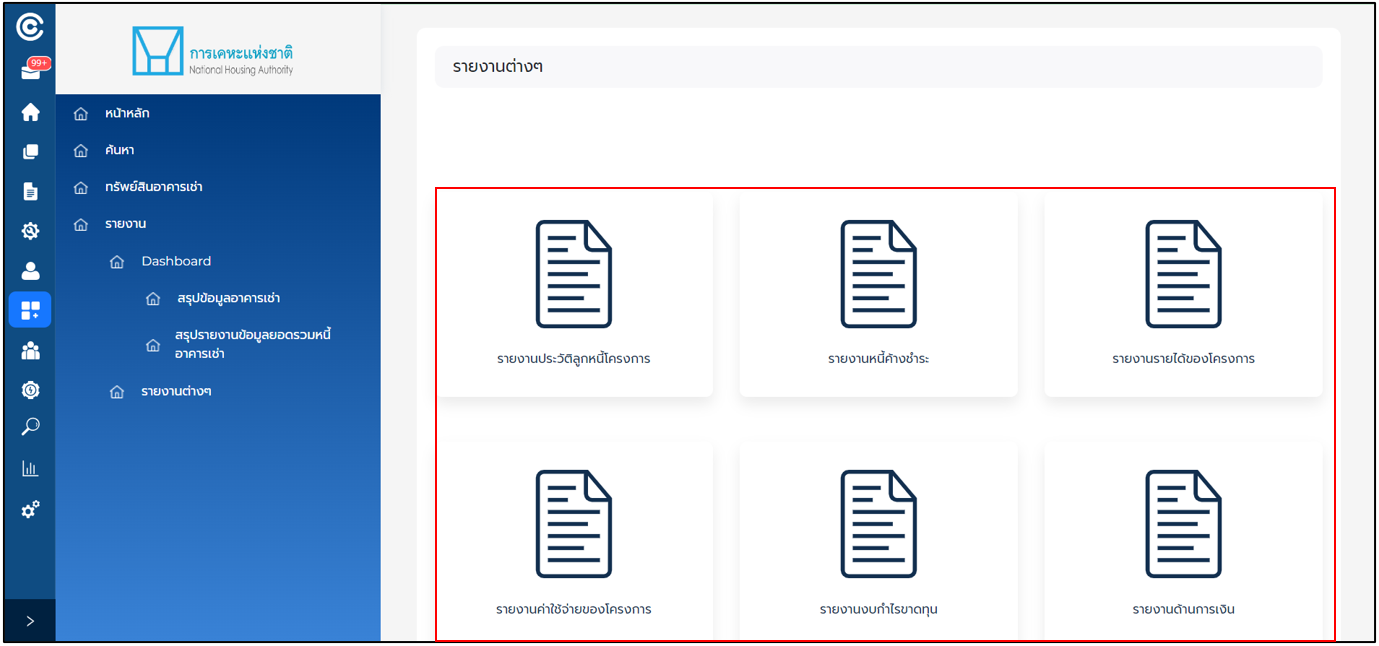 99+
การเคหะแห่งชาติ
National Housing Authority
หน้าหลัก
ค้นหา
ทรัพย์สินอาคารเช่า
รายงาน
Dashboard
สรุปข้อมูลอาคารเช่า
สรุปรายงานข้อมูลยอดรวมหนี้
อาคารเช่า
รายงานต่างๆ
รายงานต่างๆ
รายงานประวัติลูกหนี้โครงการ
รายงานหนี้ค้างชำระ
รายงานรายได้ของโครงการ
รายงานค่าใช้จ่ายของโครงการ
รายงานงบกำไรขาดทุน
รายงานด้านการเงิน